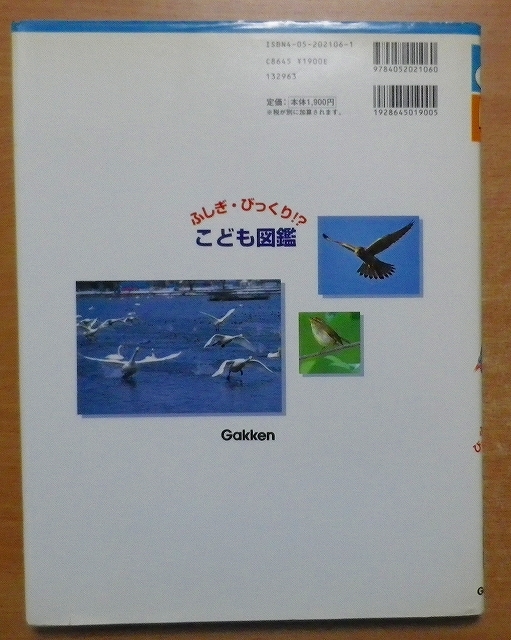 ISBN4-05-202106-1
C8645 ¥1900E
132963
9784052021060
定価：本体1,900円
※税が別に加算されます。
1928645019005
ふしぎ・びっくり!?
こども図鑑
Gakken